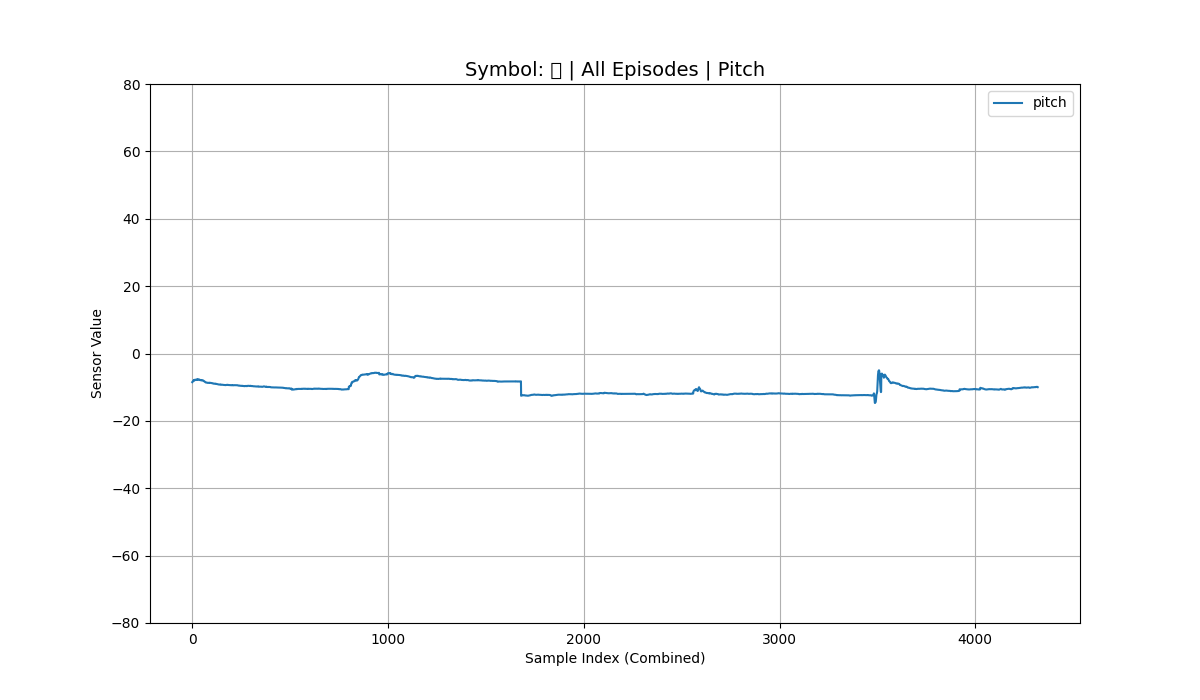 Symbol: | All Episodes | Pitch
pitch
80
60
40
20
0
−20
−40
−60
−80
Sensor Value
0 1000 2000 3000 4000
Sample Index (Combined)